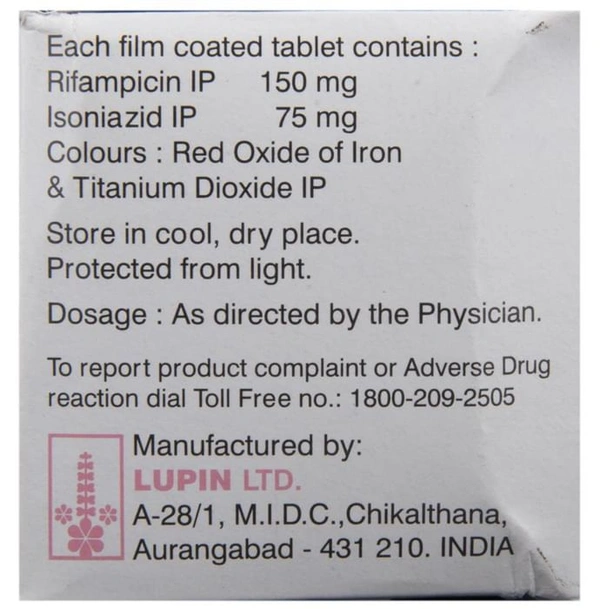 Each film coated tablet contains :
Rifampicin IP 150 mg
Isoniazid IP 75 mg
Colours : Red Oxide of Iron
& Titanium Dioxide IP
Store in cool, dry place.
Protected from light.
Dosage : As directed by the Physician.
To report product complaint or Adverse Drug
reaction dial Toll Free no.: 1800-209-2505
Manufactured by:
LUPIN LTD.
A-28/1, M.I.D.C.,Chikalthana,
Aurangabad - 431 210. INDIA